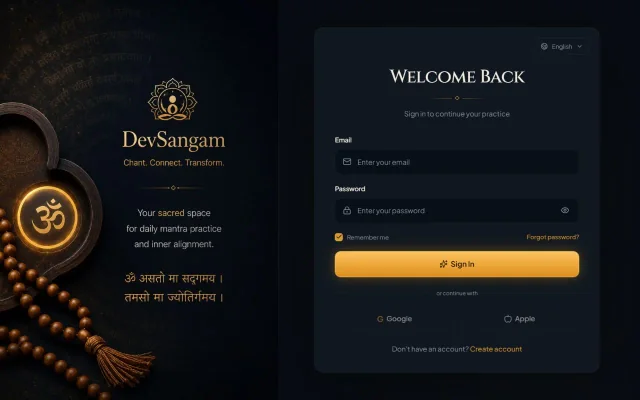 DevSangam
Chant. Connect. Transform.
Your sacred space
for daily mantra practice
and inner alignment.
ॐ असतो मा सद्गमय ।
तमसो मा ज्योतिर्गमय ।
ॐ
English
WELCOME BACK
Sign in to continue your practice
Email
Enter your email
Password
Enter your password
Remember me
Forgot password?
Sign In
or continue with
G Google
Apple
Don't have an account? Create account